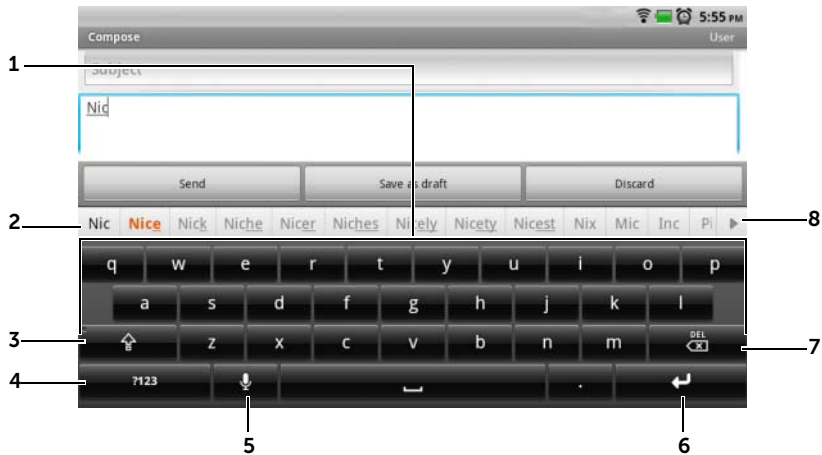 5:55 PM
Compose User
1
Subject
Nic
Send Save as draft Discard
2 Nic Nice Nick Niche Nicer Niches Nicely Nicety Nicest Nix Mic Inc Pi 8
q w e r t y u i o p
a s d f g h j k l
3 z x c v b n m DEL 7
4 ?123 .
5 6